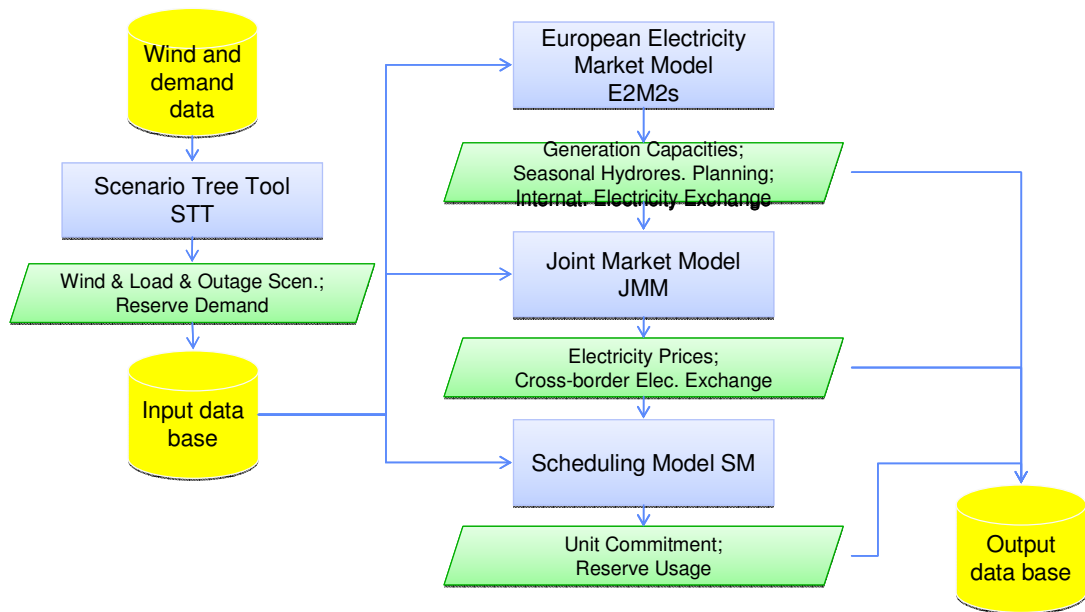 Wind and
demand
data
Scenario Tree Tool
STT
Wind & Load & Outage Scen.;
Reserve Demand
Input data
base
European Electricity
Market Model
E2M2s
Generation Capacities;
Seasonal Hydrores. Planning;
Internat. Electricity Exchange
Joint Market Model
JMM
Electricity Prices;
Cross-border Elec. Exchange
Scheduling Model SM
Unit Commitment;
Reserve Usage
Output
data base